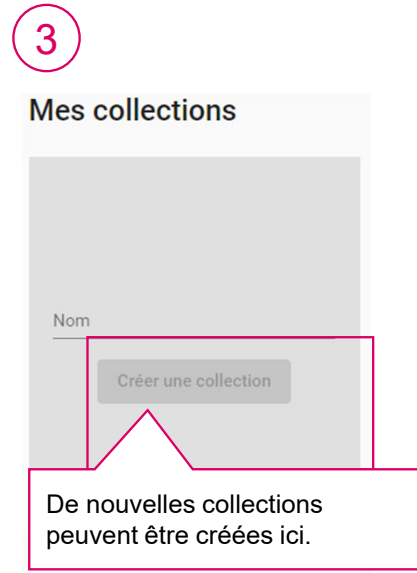 3
Mes collections
Nom
Créer une collection
De nouvelles collections
peuvent être créées ici.